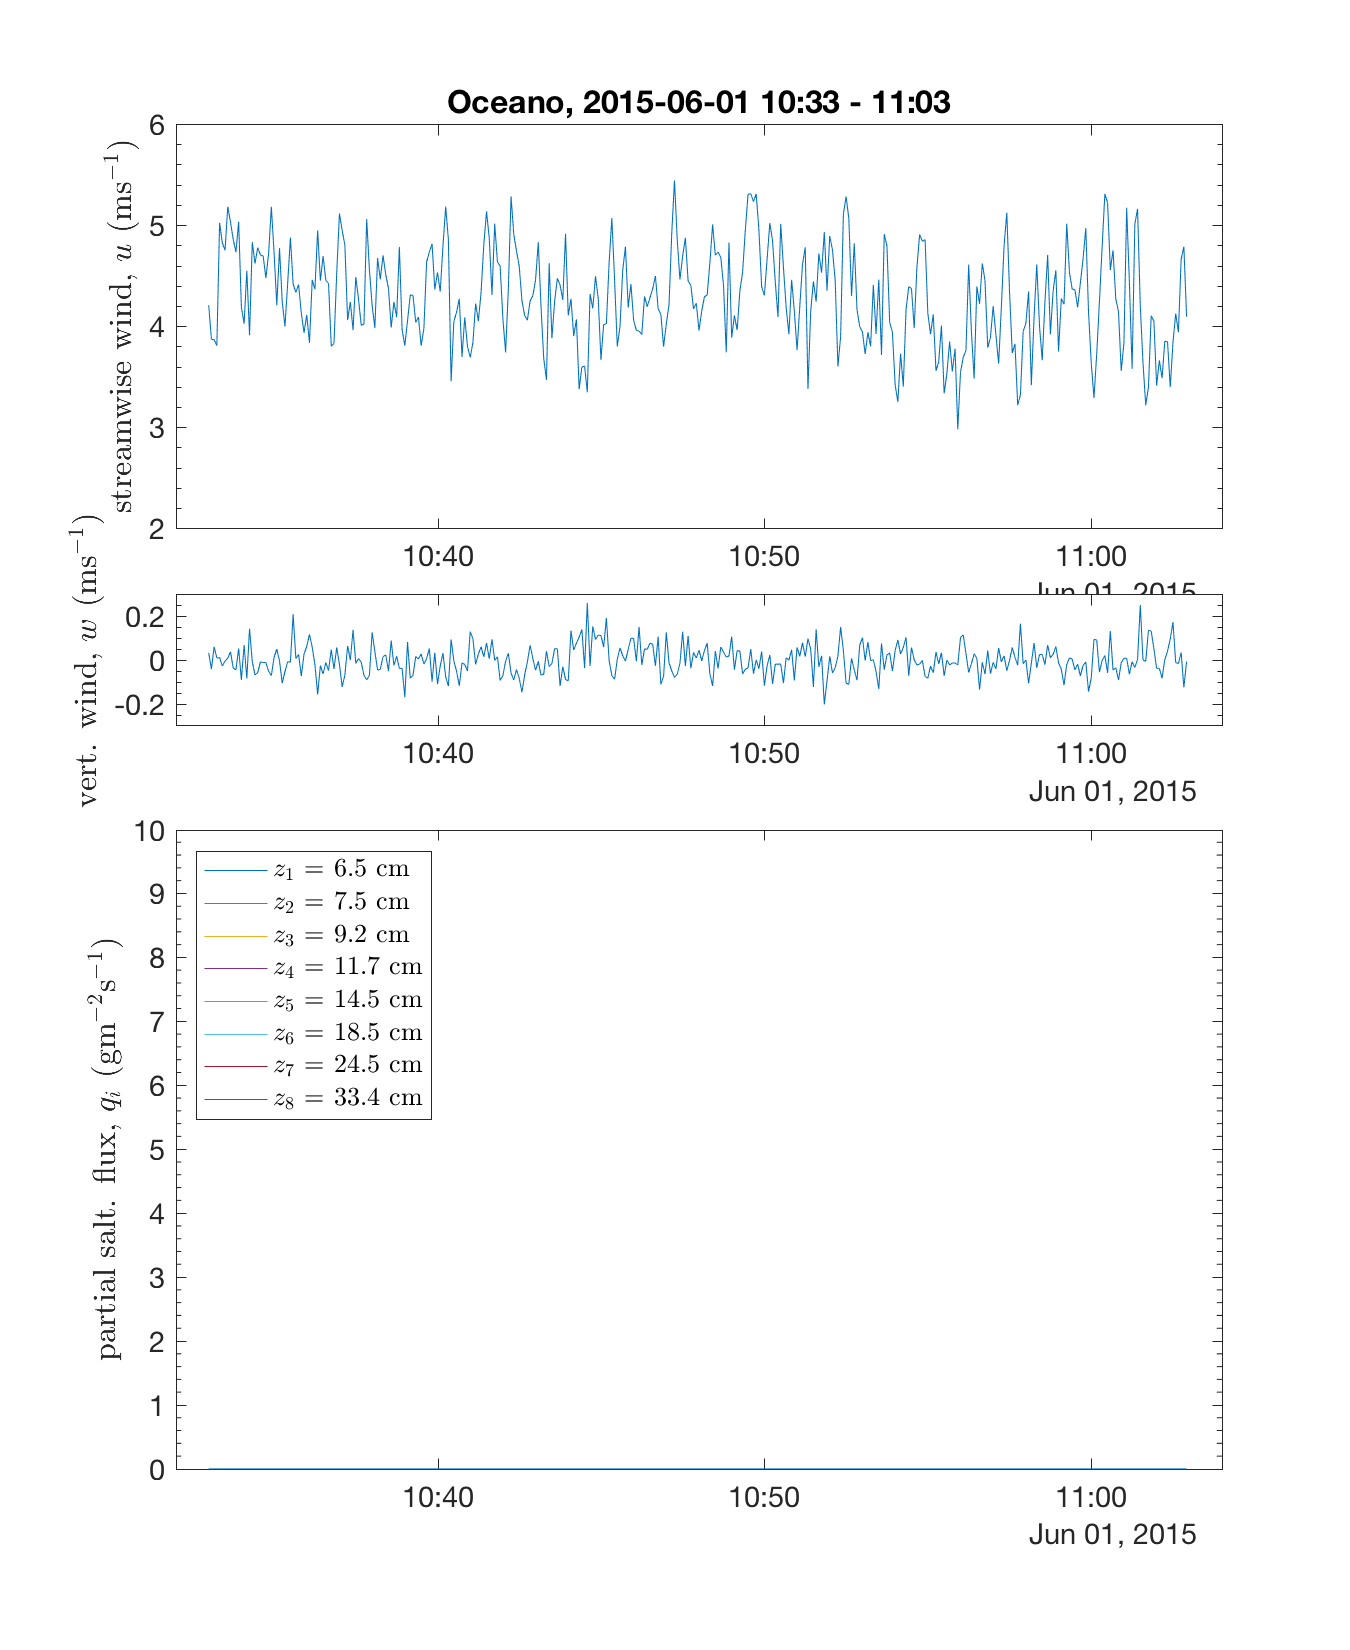 Oceano, 2015-06-01 10:33 - 11:03
6
5
4
3
2
streamwise wind, u (ms⁻¹)
10:40 10:50 11:00
Jun 01, 2015
0.2
0
-0.2
vert. wind, w (ms⁻¹)
10:40 10:50 11:00
Jun 01, 2015
10
9
8
7
6
5
4
3
2
1
0
partial salt. flux, qᵢ (gm⁻²s⁻¹)
z₁ = 6.5 cm
z₂ = 7.5 cm
z₃ = 9.2 cm
z₄ = 11.7 cm
z₅ = 14.5 cm
z₆ = 18.5 cm
z₇ = 24.5 cm
z₈ = 33.4 cm
10:40 10:50 11:00
Jun 01, 2015